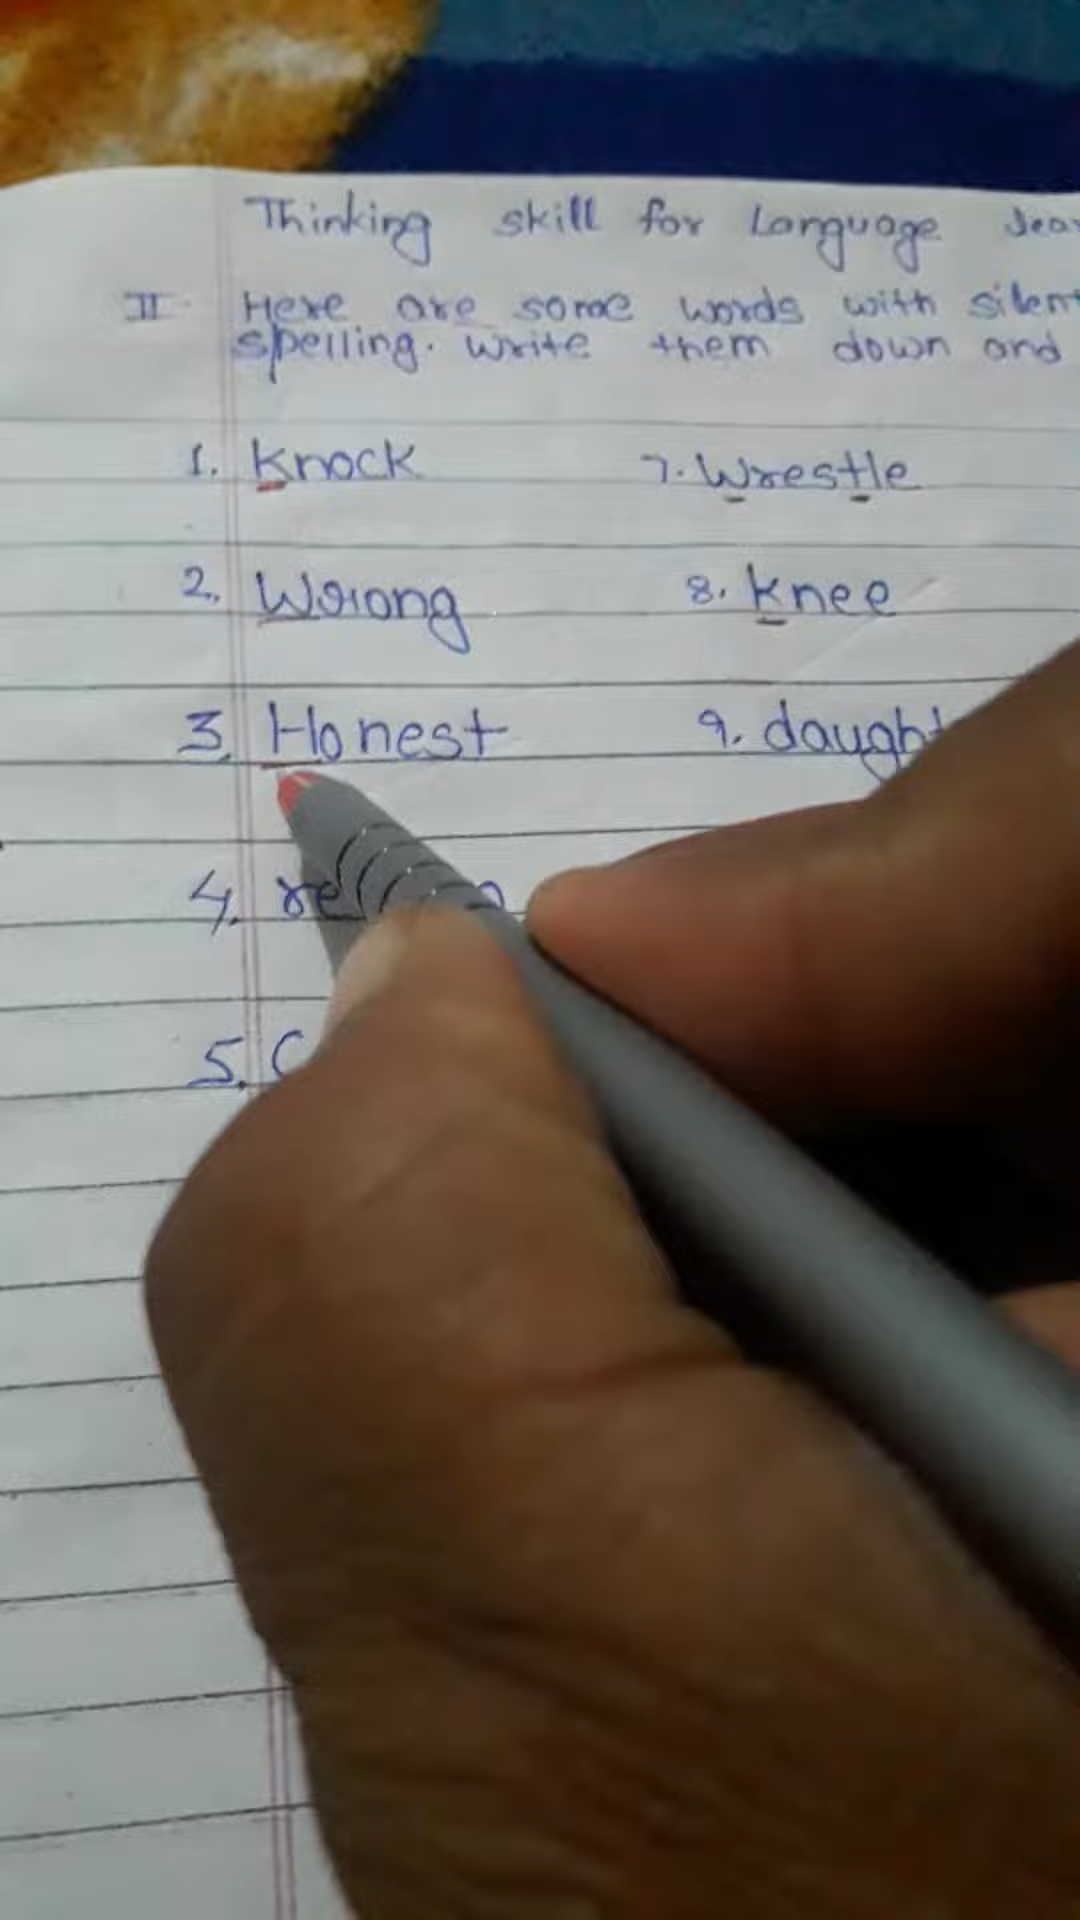 Thinking skill for Language
II Here are some words with silent
spelling. Write them down and
1. Knock 7. Wrestle
2. Wrong 8. Knee
3. Honest 9. daught
4.
5.